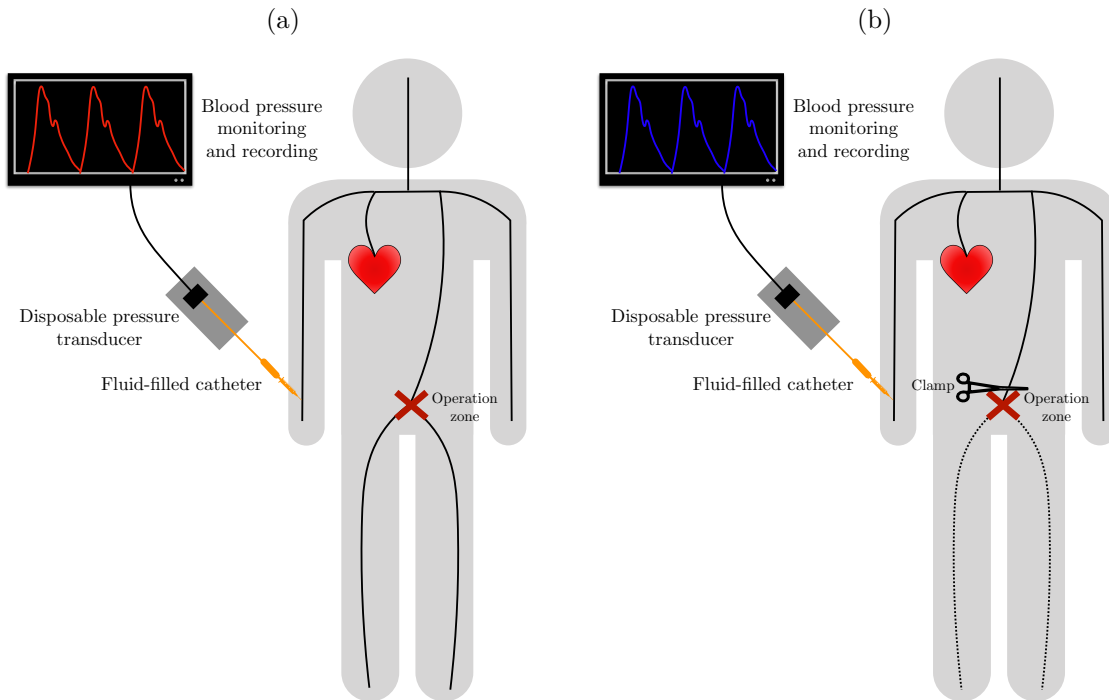 (a)
Blood pressure
monitoring
and recording
Disposable pressure
transducer
Fluid-filled catheter
Operation
zone
(b)
Blood pressure
monitoring
and recording
Disposable pressure
transducer
Fluid-filled catheter
Clamp
Operation
zone